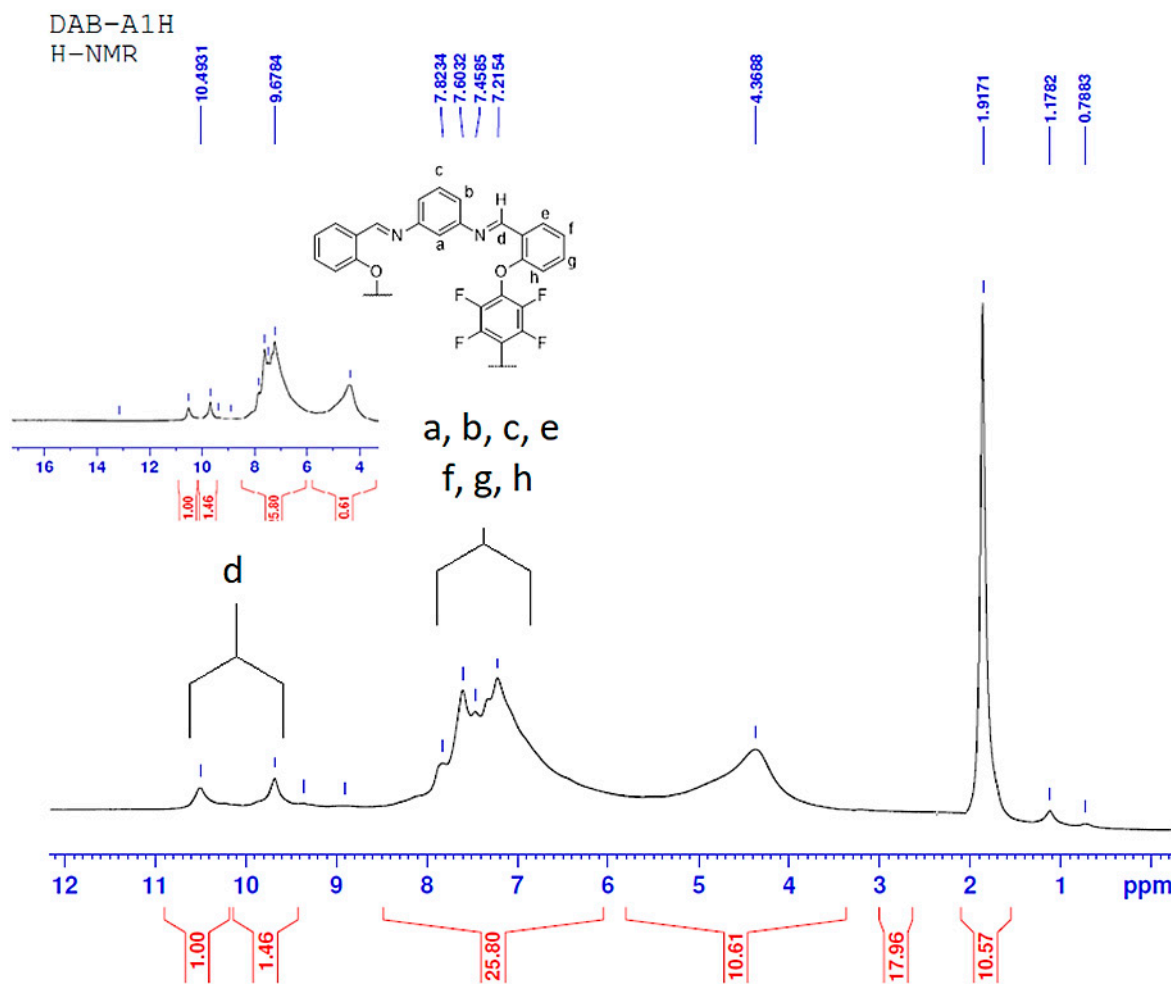 DAB-A1H
H-NMR
10.4931
9.6784
7.8234
7.6032
7.4585
7.2154
4.3688
1.9171
1.1782
0.7883
c
b
H
a
N
N
d
e
f
g
h
O
O
F
F
F
F
16 14 12 10 8 6 4
1.00
1.46
0.61
a, b, c, e
f, g, h
d
12 11 10 9 8 7 6 5 4 3 2 1 ppm
1.00
1.46
25.80
10.61
17.96
10.57